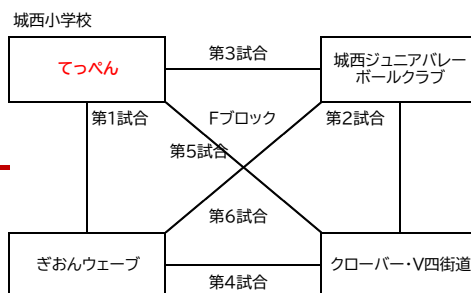 城西小学校
てっぺん
第3試合
城西ジュニアバレー
ボールクラブ
第1試合
Fブロック
第2試合
第5試合
第6試合
ぎおんウェーブ
第4試合
クローバー・V四街道